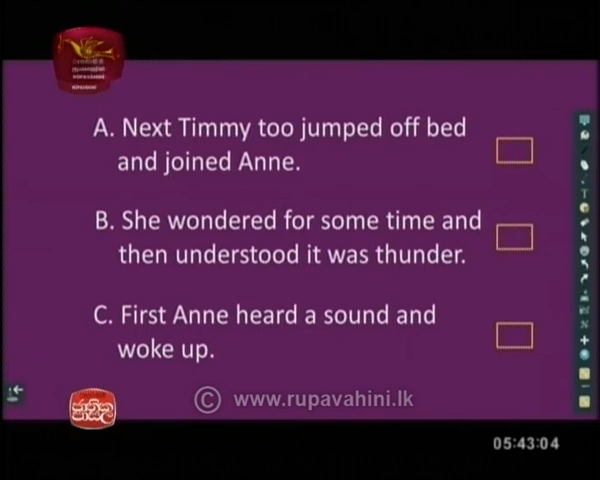 A. Next Timmy too jumped off bed
and joined Anne.
B. She wondered for some time and
then understood it was thunder.
C. First Anne heard a sound and
woke up.
© www.rupavahini.lk
05:43:04